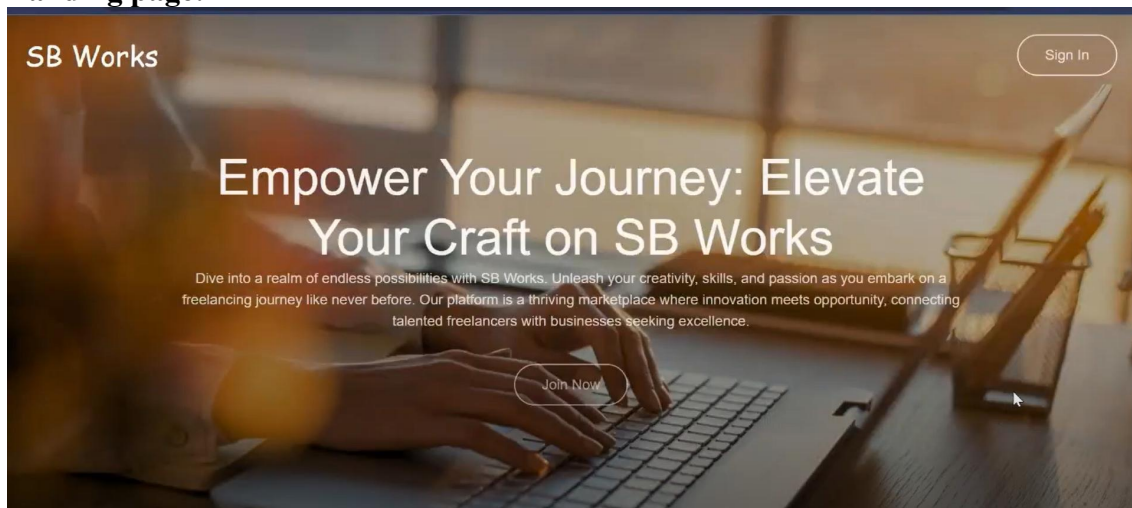 SB Works
Sign In
Empower Your Journey: Elevate
Your Craft on SB Works
Dive into a realm of endless possibilities with SB Works. Unleash your creativity, skills, and passion as you embark on a
freelancing journey like never before. Our platform is a thriving marketplace where innovation meets opportunity, connecting
talented freelancers with businesses seeking excellence.
Join Now